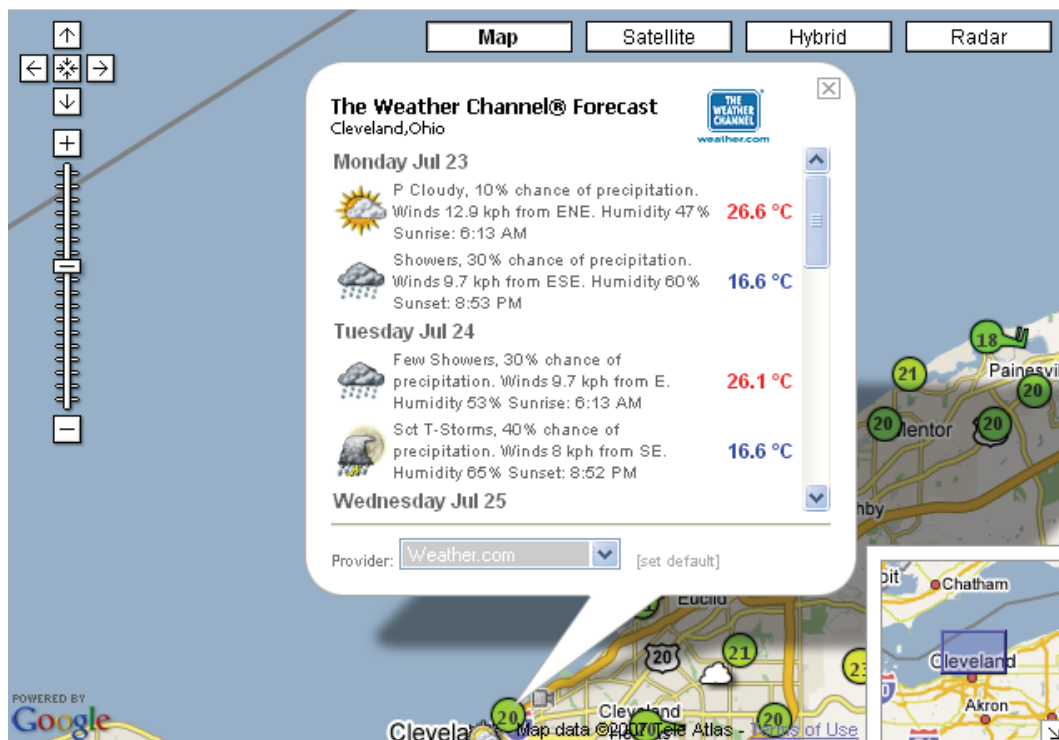 Map
Satellite
Hybrid
Radar
The Weather Channel® Forecast
Cleveland,Ohio
THE
WEATHER
CHANNEL
weather.com
Monday Jul 23
P Cloudy, 10% chance of precipitation.
Winds 12.9 kph from ENE. Humidity 47%
Sunrise: 6:13 AM
26.6 °C
Showers, 30% chance of precipitation.
Winds 9.7 kph from ESE. Humidity 60%
Sunset: 8:53 PM
16.6 °C
Tuesday Jul 24
Few Showers, 30% chance of
precipitation. Winds 9.7 kph from E.
Humidity 53% Sunrise: 6:13 AM
26.1 °C
Sct T-Storms, 40% chance of
precipitation. Winds 8 kph from SE.
Humidity 65% Sunset: 8:52 PM
16.6 °C
Wednesday Jul 25
Provider: Weather.com [set default]
18
21
Painesvi
20
20
20
Mentor
hby
Euclid
20
21
23
20
Clevela
Cleveland
20
20
Map data ©2007 Tele Atlas - Terms of Use
POWERED BY
Google
oit
Chatham
Cleveland
Akron